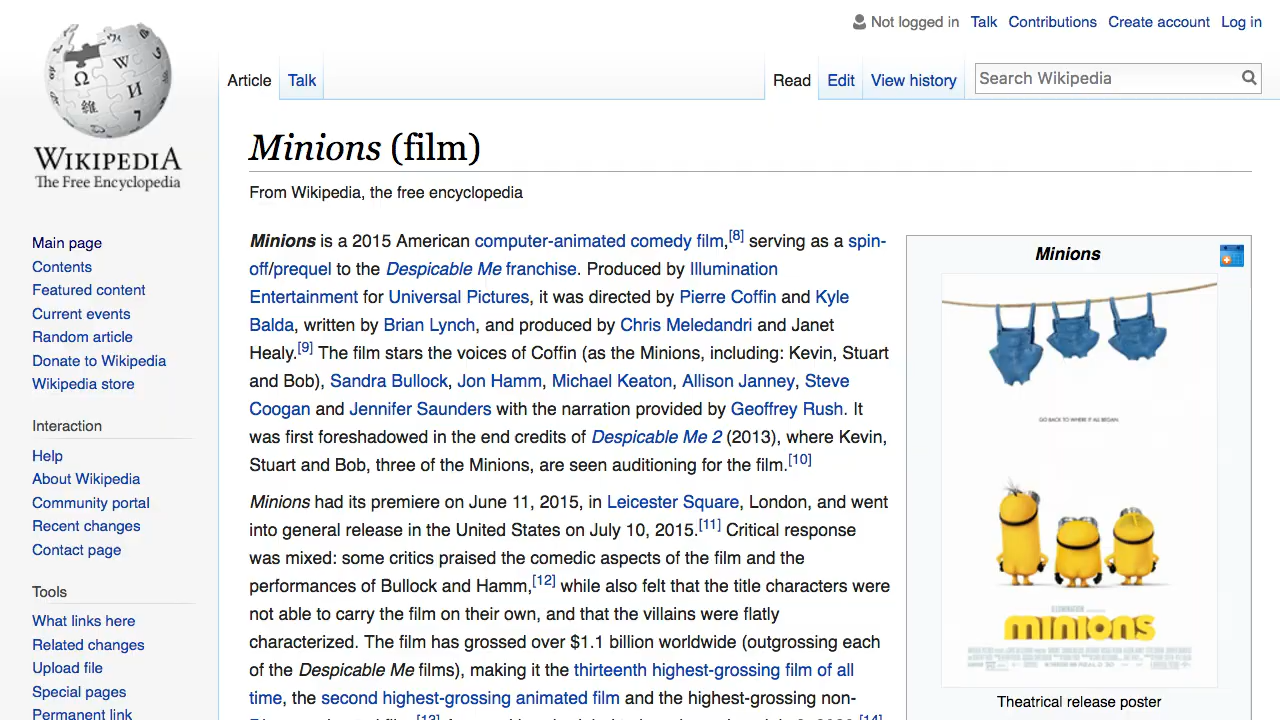 Not logged in Talk Contributions Create account Log in
Article Talk Read Edit View history Search Wikipedia
WIKIPEDIA
The Free Encyclopedia
Main page
Contents
Featured content
Current events
Random article
Donate to Wikipedia
Wikipedia store
Interaction
Help
About Wikipedia
Community portal
Recent changes
Contact page
Tools
What links here
Related changes
Upload file
Special pages
Permanent link
Minions (film)
From Wikipedia, the free encyclopedia
Minions is a 2015 American computer-animated comedy film,[8] serving as a spin-
off/prequel to the Despicable Me franchise. Produced by Illumination
Entertainment for Universal Pictures, it was directed by Pierre Coffin and Kyle
Balda, written by Brian Lynch, and produced by Chris Meledandri and Janet
Healy.[9] The film stars the voices of Coffin (as the Minions, including: Kevin, Stuart
and Bob), Sandra Bullock, Jon Hamm, Michael Keaton, Allison Janney, Steve
Coogan and Jennifer Saunders with the narration provided by Geoffrey Rush. It
was first foreshadowed in the end credits of Despicable Me 2 (2013), where Kevin,
Stuart and Bob, three of the Minions, are seen auditioning for the film.[10]
Minions had its premiere on June 11, 2015, in Leicester Square, London, and went
into general release in the United States on July 10, 2015.[11] Critical response
was mixed: some critics praised the comedic aspects of the film and the
performances of Bullock and Hamm,[12] while also felt that the title characters were
not able to carry the film on their own, and that the villains were flatly
characterized. The film has grossed over $1.1 billion worldwide (outgrossing each
of the Despicable Me films), making it the thirteenth highest-grossing film of all
time, the second highest-grossing animated film and the highest-grossing non-
Minions
GO BACK TO WHERE IT ALL BEGAN.
ILLUMINATION
minions
Theatrical release poster